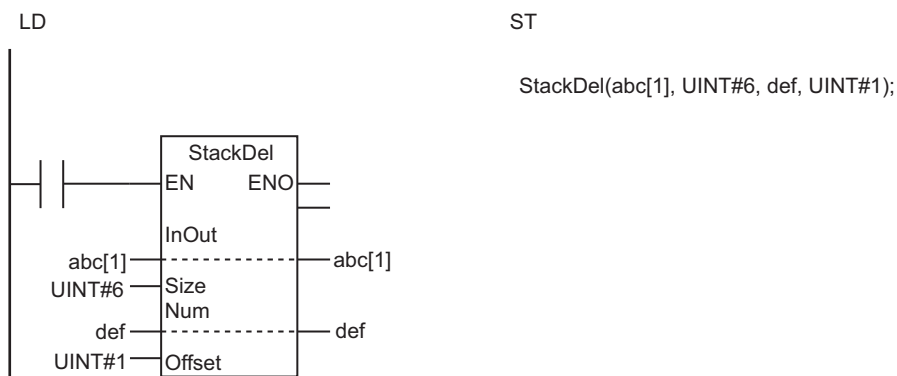 LD
ST
StackDel(abc[1], UINT#6, def, UINT#1);
StackDel
EN ENO
InOut
abc[1] abc[1]
UINT#6 Size
Num
def def
UINT#1 Offset